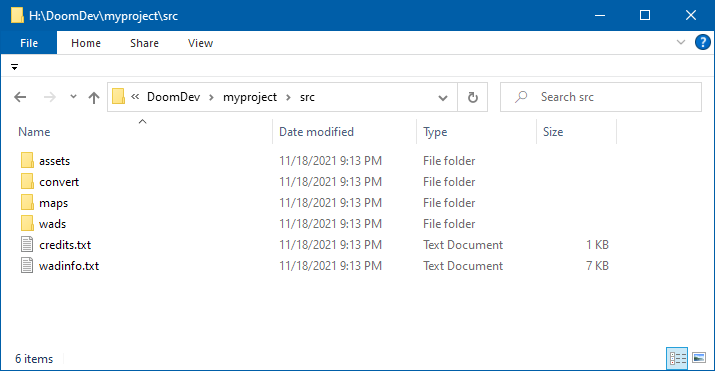 H:\DoomDev\myproject\src
File Home Share View
« DoomDev > myproject > src Search src
Name Date modified Type Size
assets 11/18/2021 9:13 PM File folder
convert 11/18/2021 9:13 PM File folder
maps 11/18/2021 9:13 PM File folder
wads 11/18/2021 9:13 PM File folder
credits.txt 11/18/2021 9:13 PM Text Document 1 KB
wadinfo.txt 11/18/2021 9:13 PM Text Document 7 KB
6 items